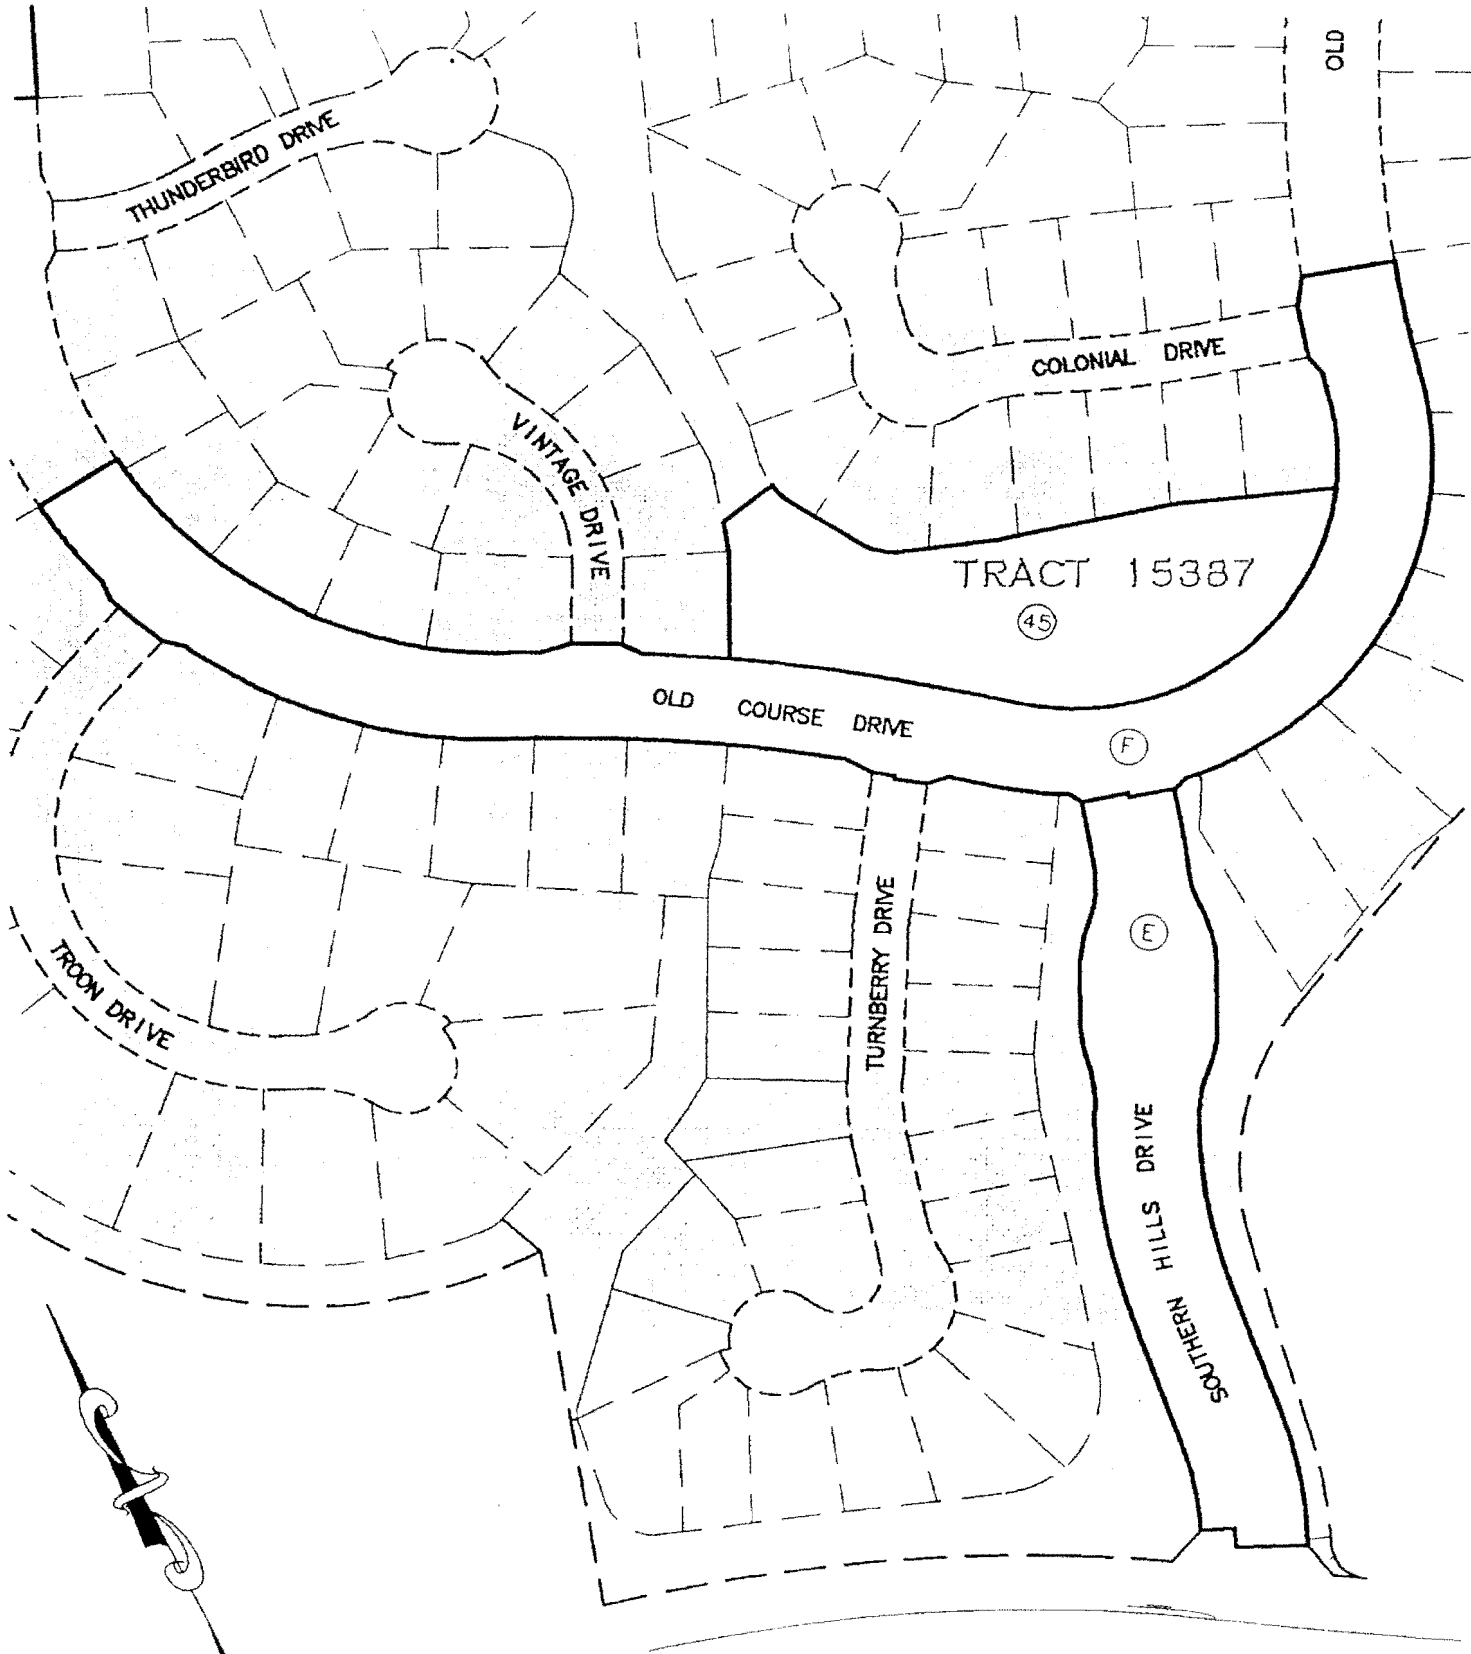 OLD
THUNDERBIRD DRIVE
COLONIAL DRIVE
VINTAGE DRIVE
TRACT 15387
45
OLD COURSE DRIVE
F
TURNBERRY DRIVE
E
TROON DRIVE
SOUTHERN HILLS DRIVE